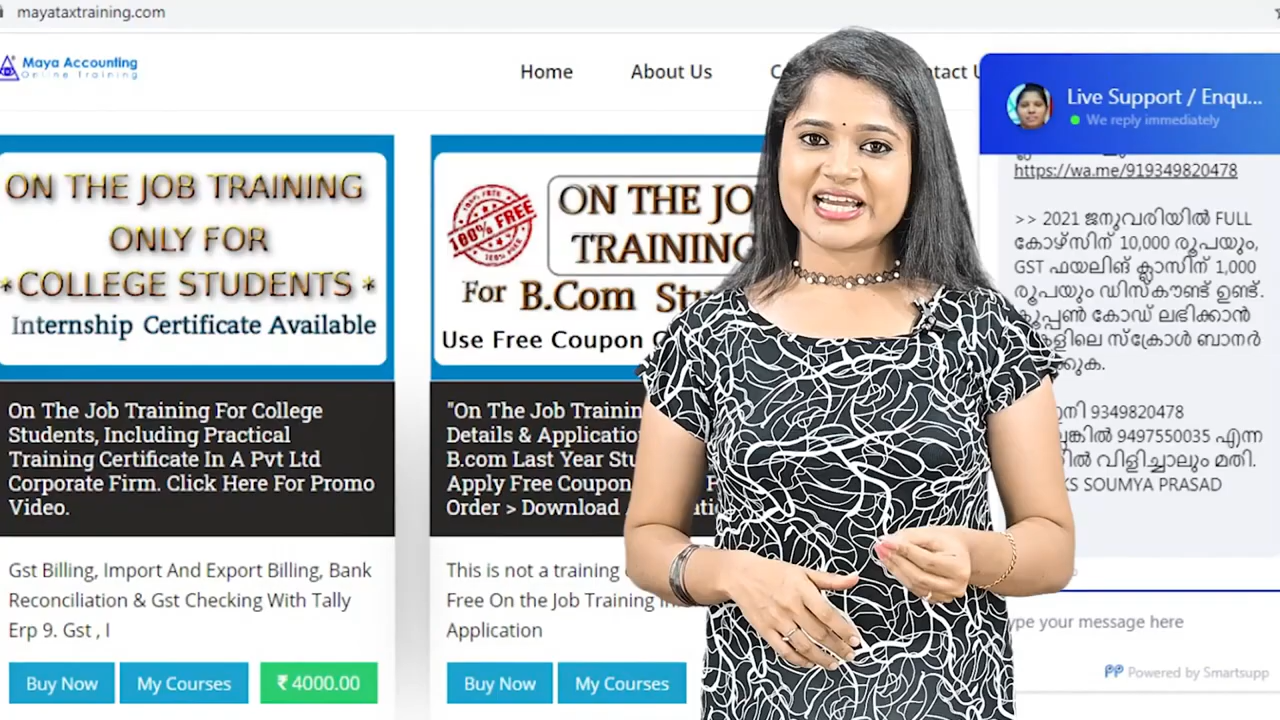 mayataxtraining.com
Maya Accounting
Online Training
Home
About Us
ON THE JOB TRAINING
ONLY FOR
*COLLEGE STUDENTS *
Internship Certificate Available
On The Job Training For College
Students, Including Practical
Training Certificate In A Pvt Ltd
Corporate Firm. Click Here For Promo
Video.
Gst Billing, Import And Export Billing, Bank
Reconciliation & Gst Checking With Tally
Erp 9. Gst , I
Buy Now
My Courses
₹ 4000.00
100% FREE
ON THE JO
TRAINING
For B.Com
Use Free Coupon
"On The Job Training
Details &
B.com Last Year
Apply Free Coupon
Order > Download
This is not a training
Free On the Job Training
Application
Buy Now
My Courses
Live Support / Enqu...
We reply immediately
https://wa.me/919349820478
>> 2021 ജനുവരിയിൽ FULL
കോഴ്സിന് 10,000 രൂപയും,
GST ഫയലിങ് ക്ലാസിന് 1,000
രൂപയും ഡിസ്കൗണ്ട് ഉണ്ട്.
കൂപ്പൺ കോഡ് ലഭിക്കാൻ
സ്ക്രോൾ ബാനർ
9349820478
9497550035 എന്ന
വിളിച്ചാലും മതി.
SOUMYA PRASAD
your message here
Powered by Smartsupp